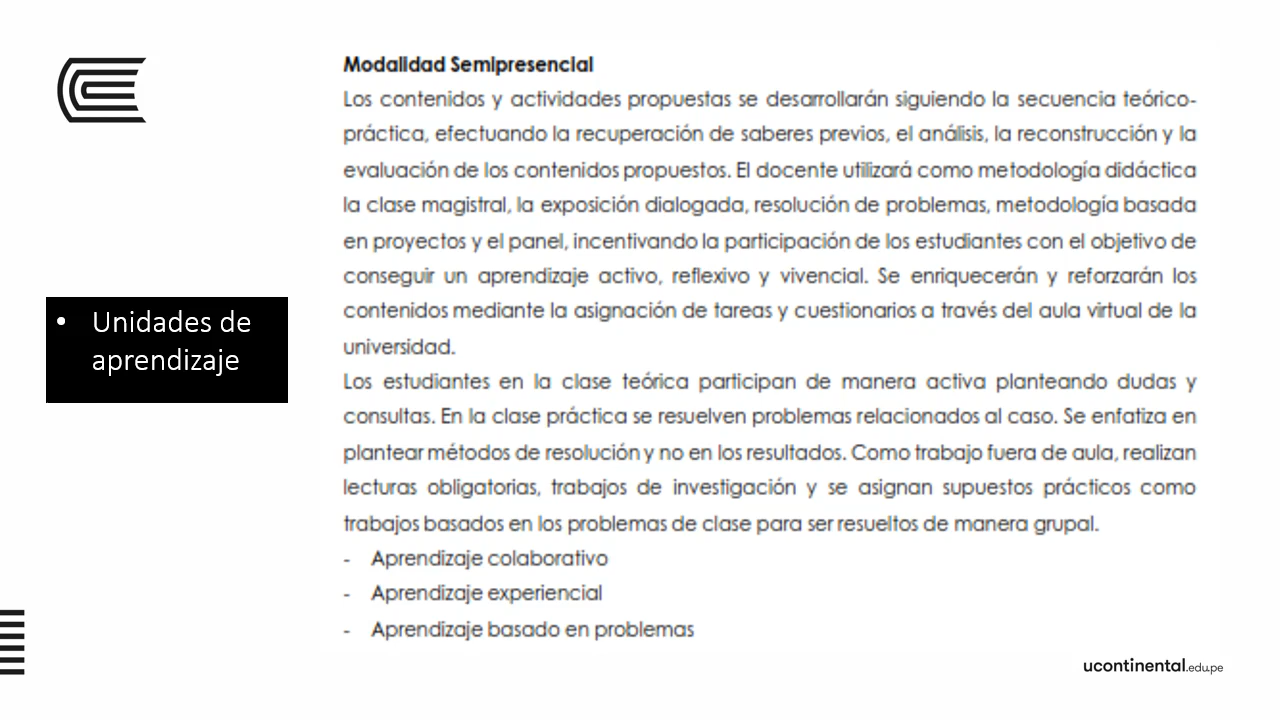 Modalidad Semipresencial
Los contenidos y actividades propuestas se desarrollarán siguiendo la secuencia teórico-
práctica, efectuando la recuperación de saberes previos, el análisis, la reconstrucción y la
evaluación de los contenidos propuestos. El docente utilizará como metodología didáctica
la clase magistral, la exposición dialogada, resolución de problemas, metodología basada
en proyectos y el panel, incentivando la participación de los estudiantes con el objetivo de
conseguir un aprendizaje activo, reflexivo y vivencial. Se enriquecerán y reforzarán los
contenidos mediante la asignación de tareas y cuestionarios a través del aula virtual de la
universidad.
Los estudiantes en la clase teórica participan de manera activa planteando dudas y
consultas. En la clase práctica se resuelven problemas relacionados al caso. Se enfatiza en
plantear métodos de resolución y no en los resultados. Como trabajo fuera de aula, realizan
lecturas obligatorias, trabajos de investigación y se asignan supuestos prácticos como
trabajos basados en los problemas de clase para ser resueltos de manera grupal.
- Aprendizaje colaborativo
- Aprendizaje experiencial
- Aprendizaje basado en problemas
• Unidades de
aprendizaje
ucontinental.edu.pe